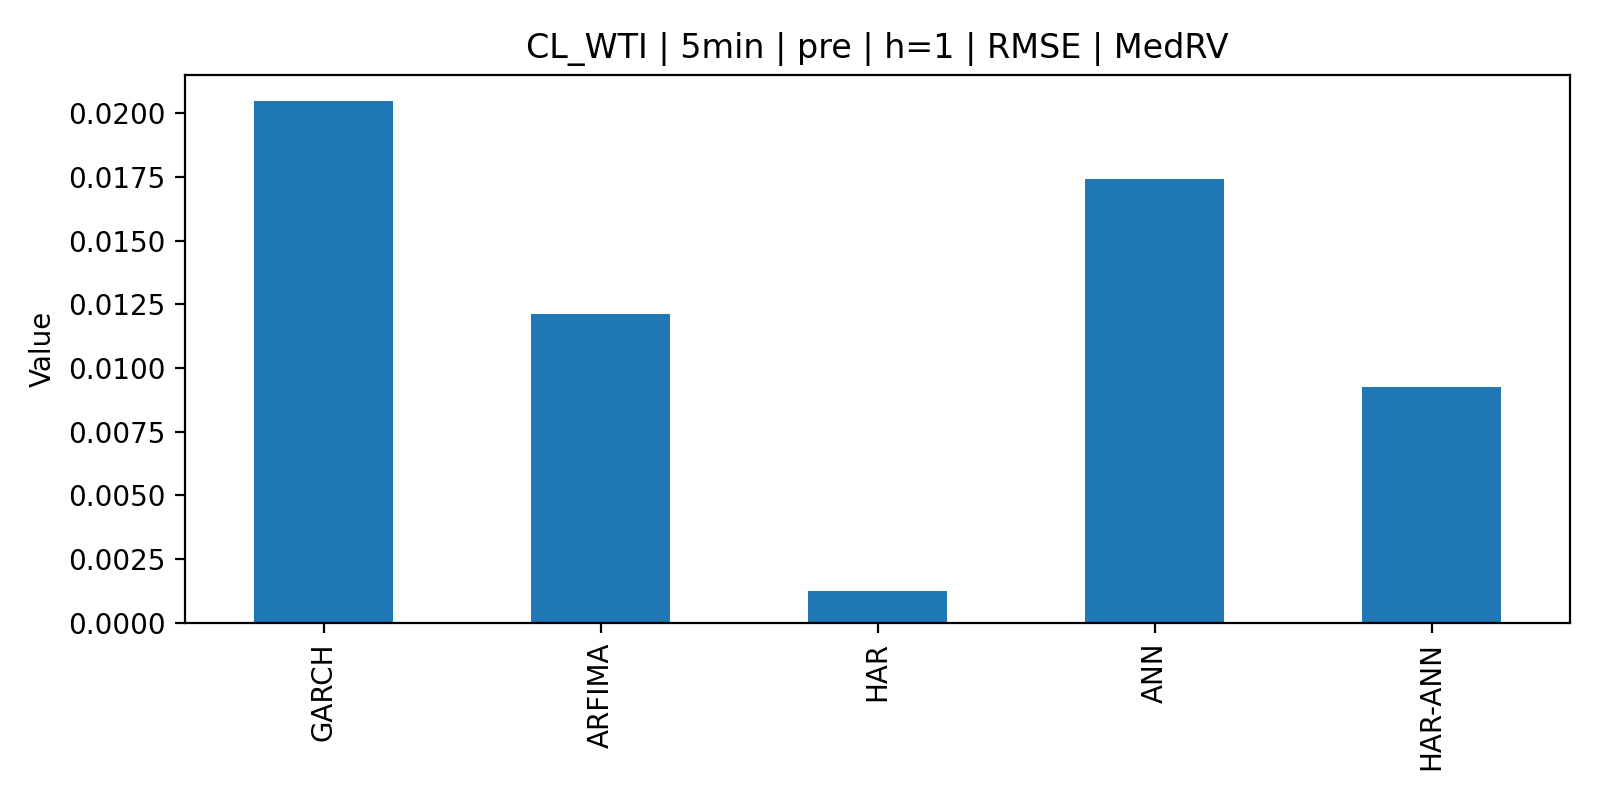 CL_WTI | 5min | pre | h=1 | RMSE | MedRV
0.0200
0.0175
0.0150
0.0125
0.0100
0.0075
0.0050
0.0025
0.0000
Value
GARCH
ARFIMA
HAR
ANN
HAR-ANN